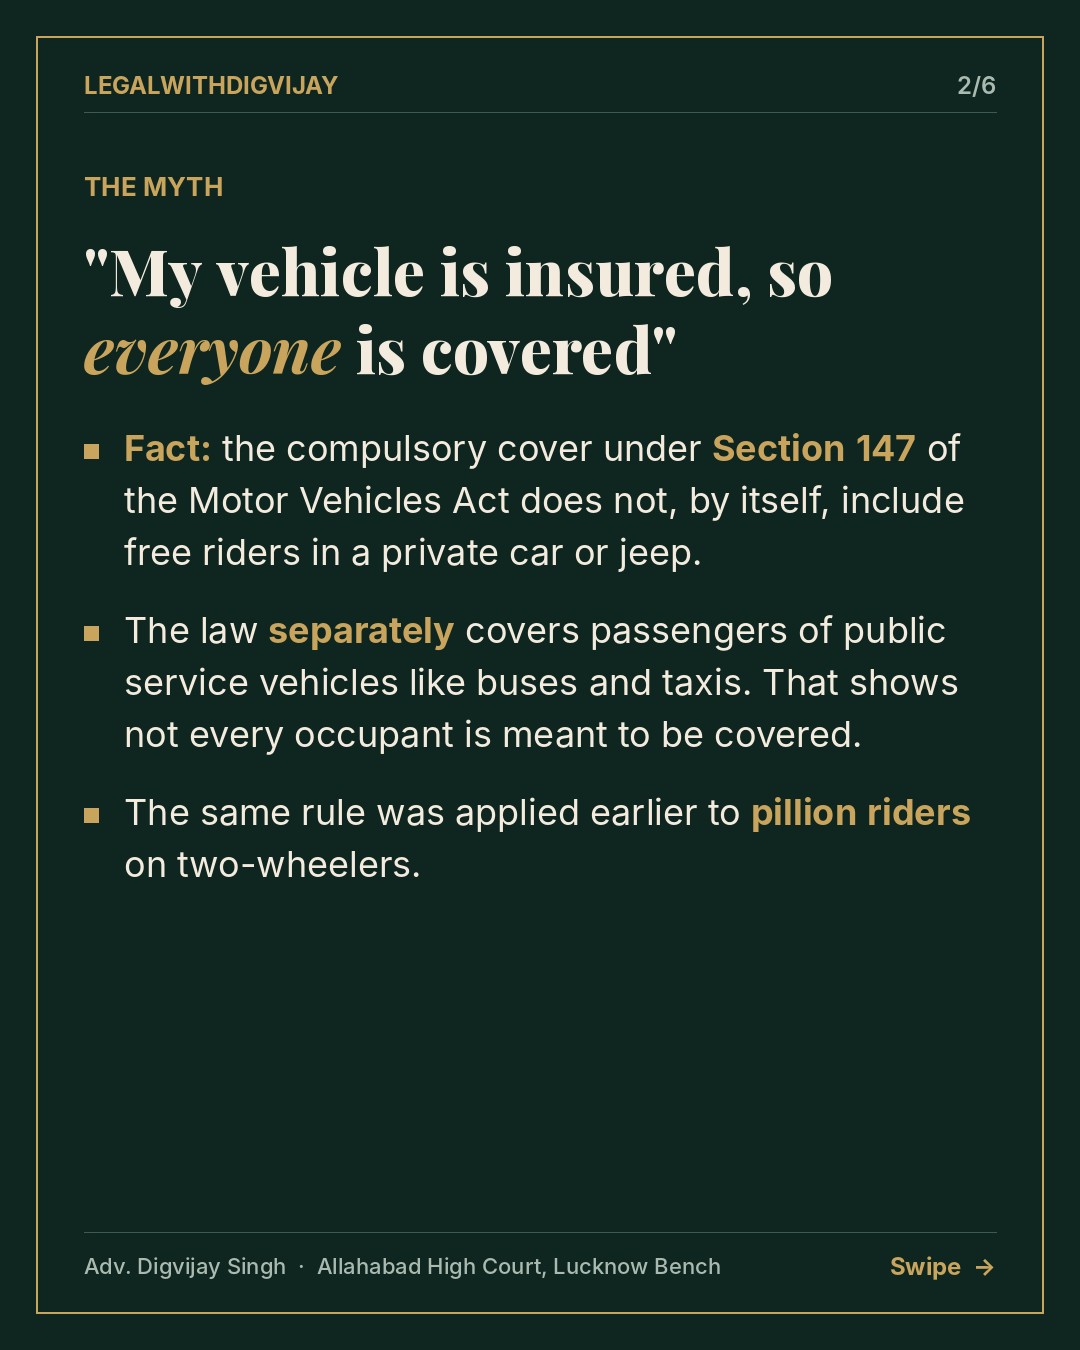 LEGALWITHDIGVIJAY
2/6
THE MYTH
"My vehicle is insured, so
everyone is covered"
Fact: the compulsory cover under Section 147 of
the Motor Vehicles Act does not, by itself, include
free riders in a private car or jeep.
The law separately covers passengers of public
service vehicles like buses and taxis. That shows
not every occupant is meant to be covered.
The same rule was applied earlier to pillion riders
on two-wheelers.
Adv. Digvijay Singh · Allahabad High Court, Lucknow Bench
Swipe →